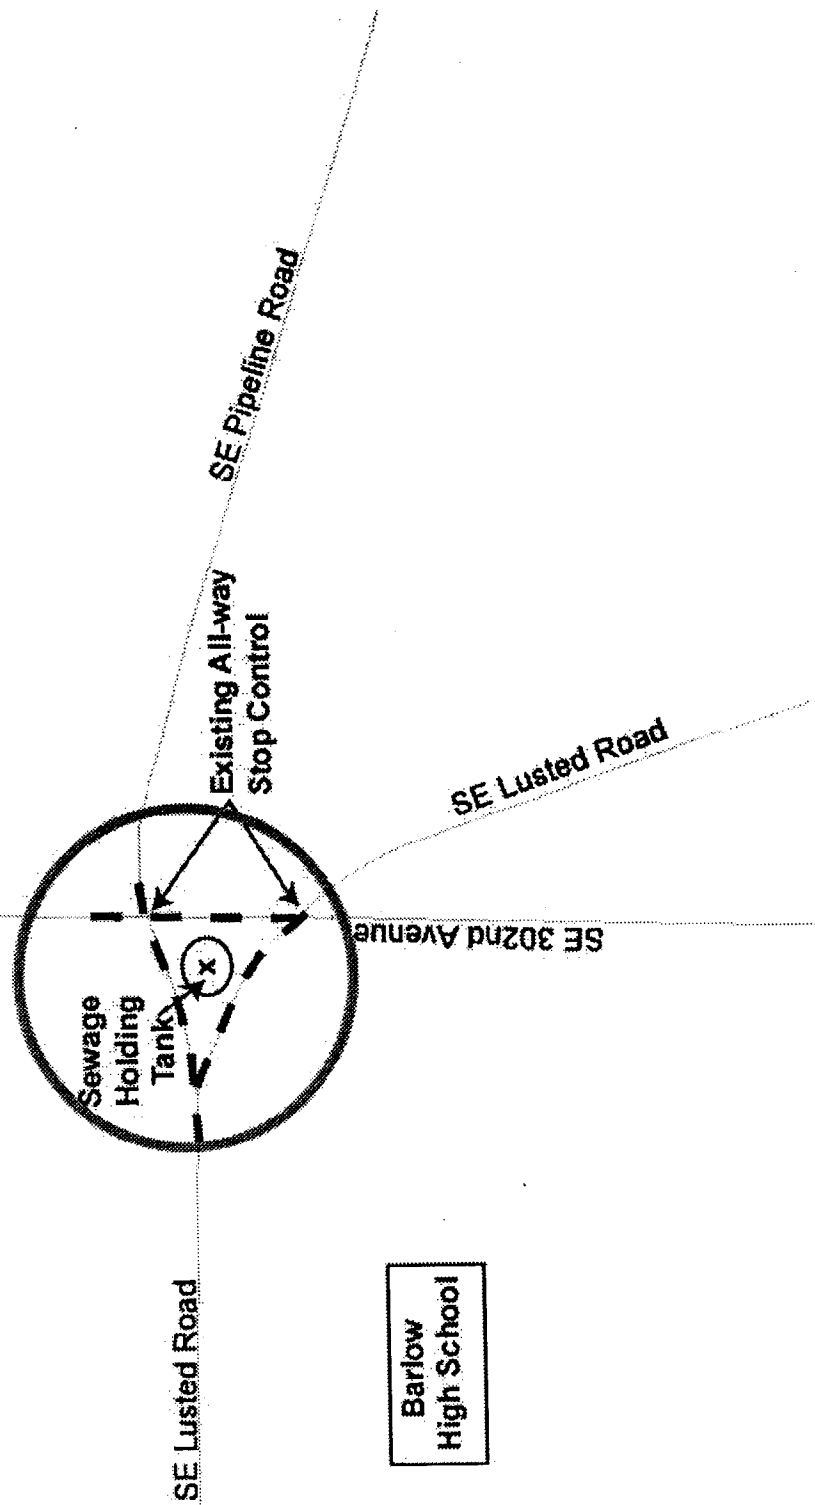 SE Pipeline Road
Existing All-way
Stop Control
SE Lusted Road
SE 302nd Avenue
Sewage
Holding
Tank
x
SE Lusted Road
Barlow
High School